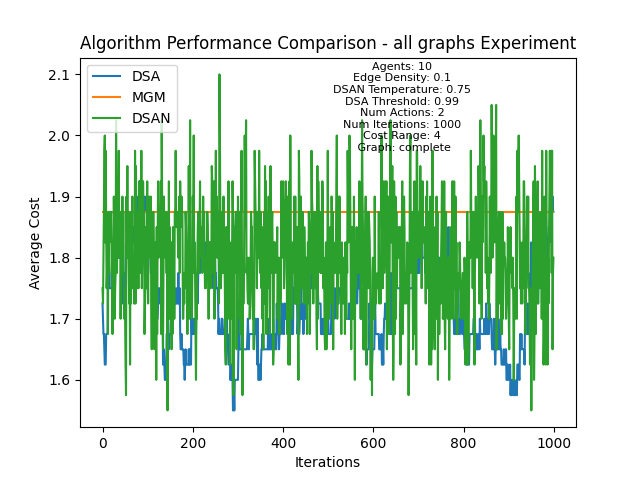 Algorithm Performance Comparison - all graphs Experiment
DSA
MGM
DSAN
Agents: 10
Edge Density: 0.1
DSAN Temperature: 0.75
DSA Threshold: 0.99
Num Actions: 2
Num Iterations: 1000
Cost Range: 4
Graph: complete
Average Cost
2.1
2.0
1.9
1.8
1.7
1.6
0
200
400
600
800
1000
Iterations